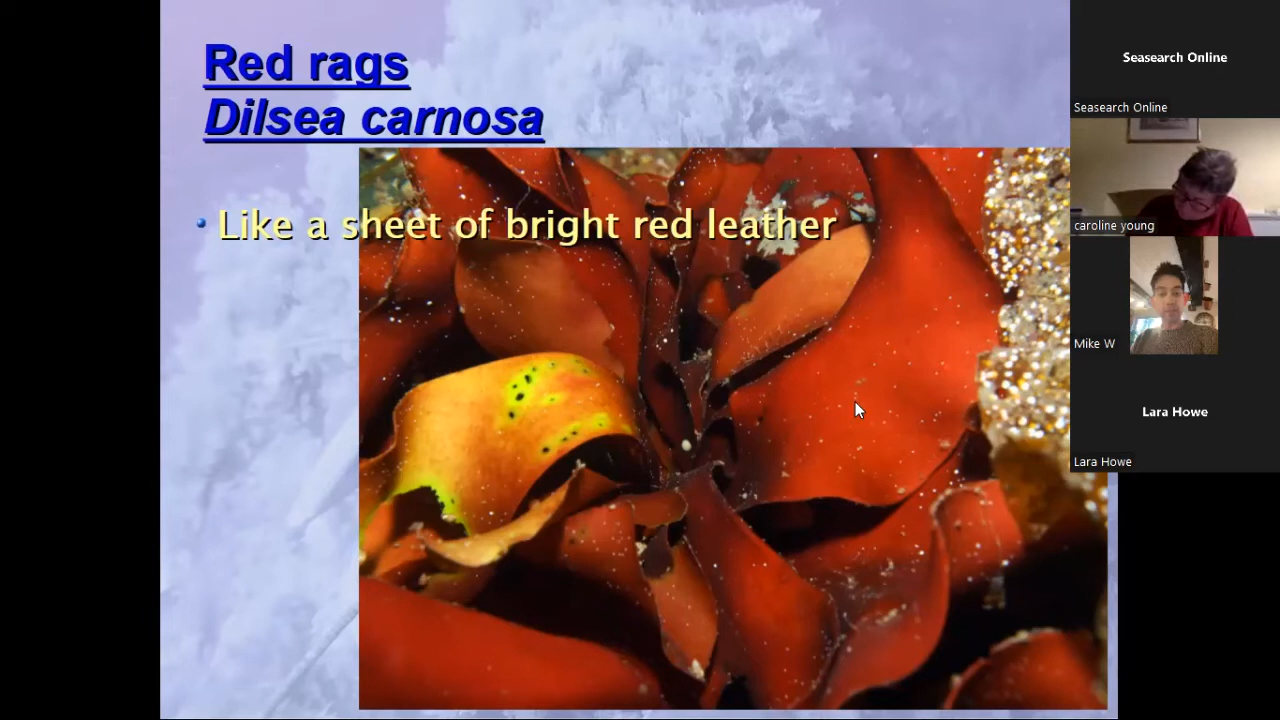 Red rags
Dilsea carnosa
Like a sheet of bright red leather
Seasearch Online
Seasearch Online
caroline young
Mike W
Lara Howe
Lara Howe